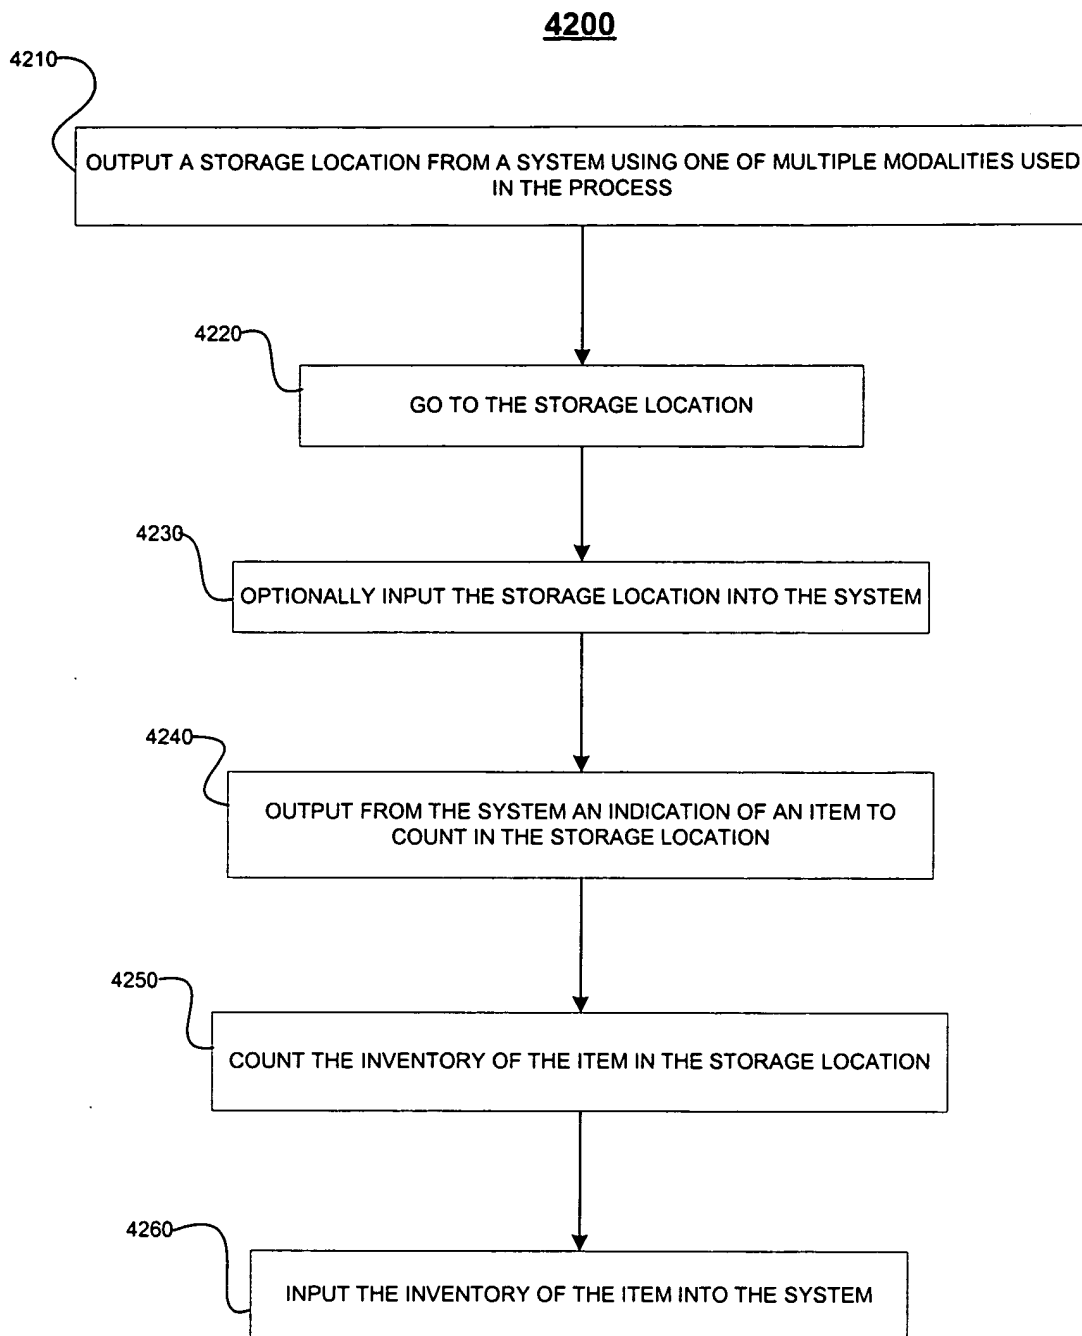 4200
4210
OUTPUT A STORAGE LOCATION FROM A SYSTEM USING ONE OF MULTIPLE MODALITIES USED
IN THE PROCESS
4220
GO TO THE STORAGE LOCATION
4230
OPTIONALLY INPUT THE STORAGE LOCATION INTO THE SYSTEM
4240
OUTPUT FROM THE SYSTEM AN INDICATION OF AN ITEM TO
COUNT IN THE STORAGE LOCATION
4250
COUNT THE INVENTORY OF THE ITEM IN THE STORAGE LOCATION
4260
INPUT THE INVENTORY OF THE ITEM INTO THE SYSTEM